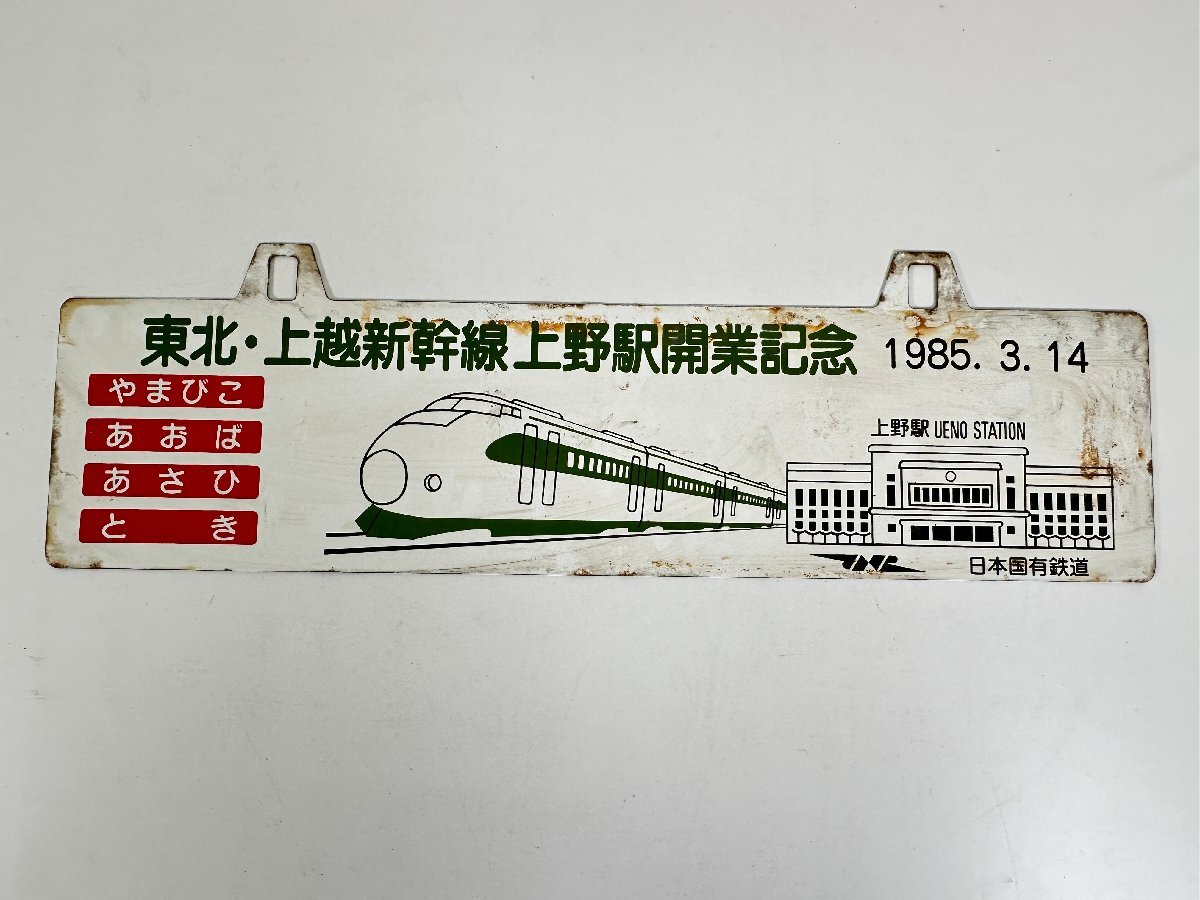 東北・上越新幹線上野駅開業記念 1985. 3. 14
やまびこ
あおば
あさひ
とき
上野駅 UENO STATION
JNR
日本国有鉄道